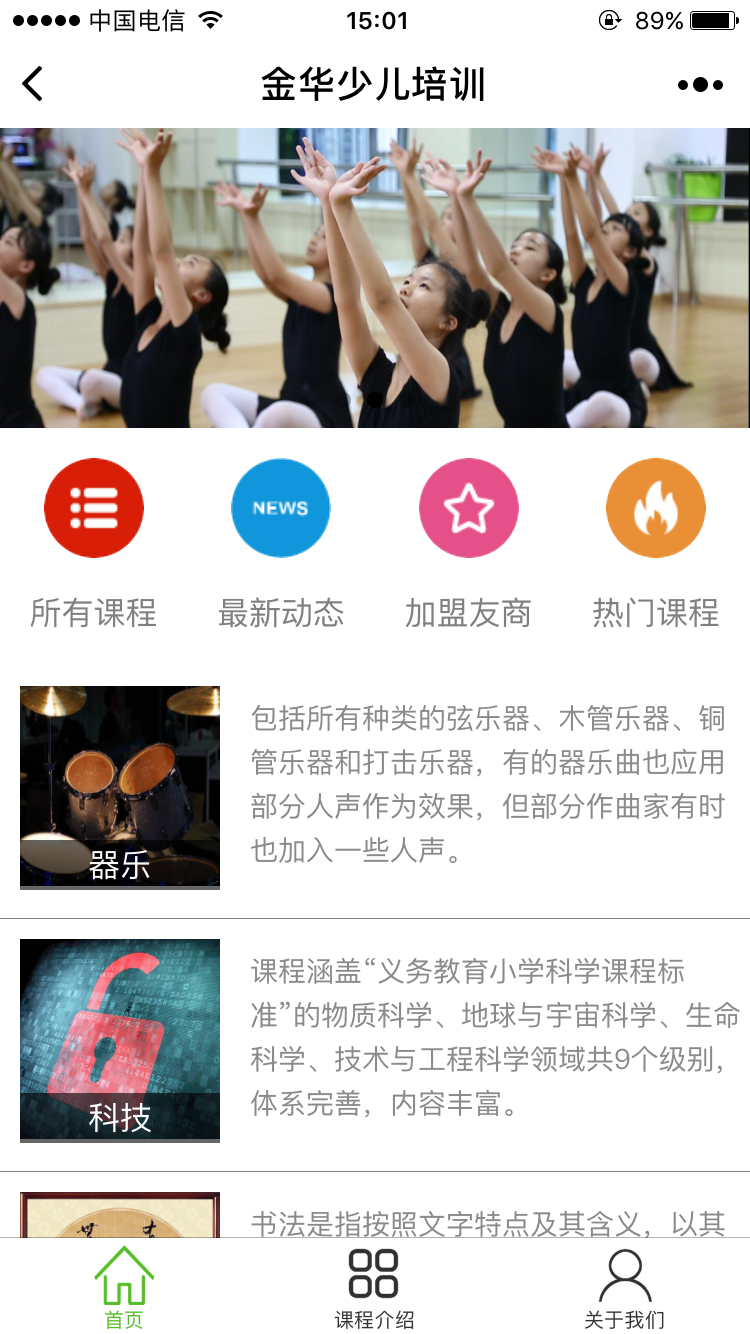 中国电信 15:01 89%
金华少儿培训
NEWS
所有课程 最新动态 加盟友商 热门课程
包括所有种类的弦乐器、木管乐器、铜
管乐器和打击乐器，有的器乐曲也应用
部分人声作为效果，但部分作曲家有时
也加入一些人声。
器乐
课程涵盖“义务教育小学科学课程标
准”的物质科学、地球与宇宙科学、生命
科学、技术与工程科学领域共9个级别，
体系完善，内容丰富。
科技
书法是指按照文字特点及其含义，以其
首页 课程介绍 关于我们